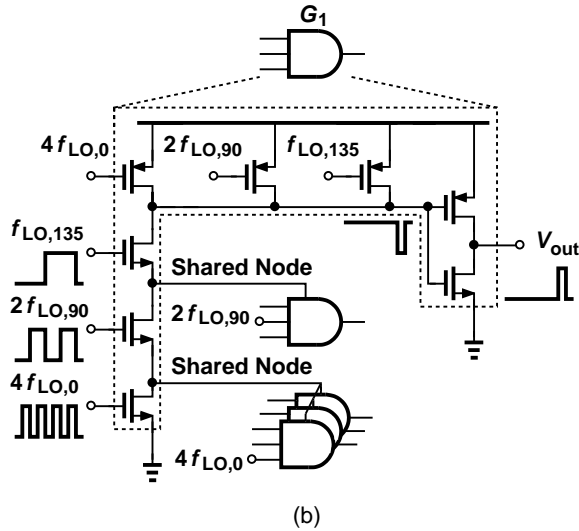 G1
4fLO,0
2fLO,90
fLO,135
fLO,135
Vout
Shared Node
2fLO,90
2fLO,90
Shared Node
4fLO,0
4fLO,0
(b)